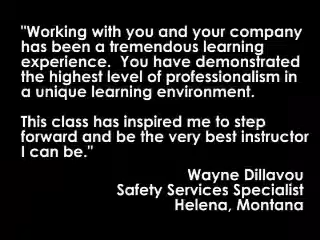 "Working with you and your company
has been a tremendous learning
experience.  You have demonstrated
the highest level of professionalism in
a unique learning environment.

This class has inspired me to step
forward and be the very best instructor
I can be."
Wayne Dillavou
Safety Services Specialist
Helena, Montana